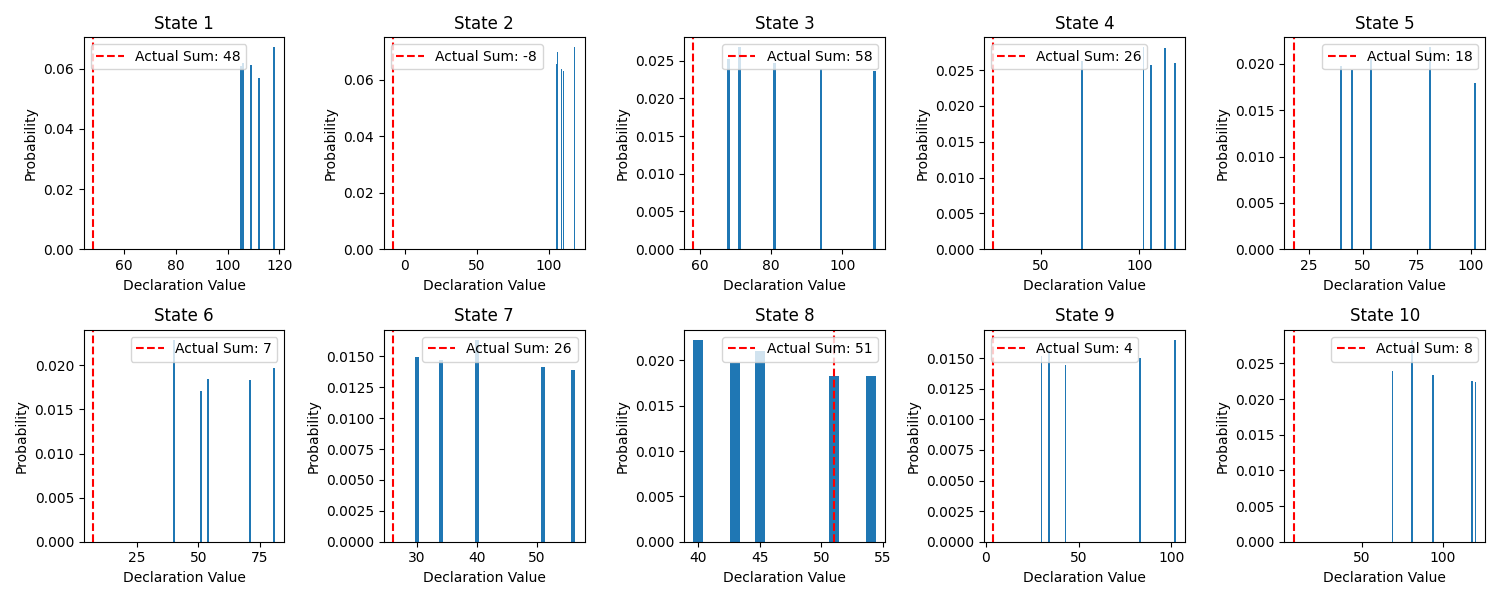 State 1
Actual Sum: 48
Probability
0.06
0.04
0.02
0.00
60 80 100 120
Declaration Value
State 2
Actual Sum: -8
Probability
0.06
0.04
0.02
0.00
0 50 100
Declaration Value
State 3
Actual Sum: 58
Probability
0.025
0.020
0.015
0.010
0.005
0.000
60 80 100
Declaration Value
State 4
Actual Sum: 26
Probability
0.025
0.020
0.015
0.010
0.005
0.000
50 100
Declaration Value
State 5
Actual Sum: 18
Probability
0.020
0.015
0.010
0.005
0.000
25 50 75 100
Declaration Value
State 6
Actual Sum: 7
Probability
0.020
0.015
0.010
0.005
0.000
25 50 75
Declaration Value
State 7
Actual Sum: 26
Probability
0.0150
0.0125
0.0100
0.0075
0.0050
0.0025
0.0000
30 40 50
Declaration Value
State 8
Actual Sum: 51
Probability
0.020
0.015
0.010
0.005
0.000
40 45 50 55
Declaration Value
State 9
Actual Sum: 4
Probability
0.0150
0.0125
0.0100
0.0075
0.0050
0.0025
0.0000
0 50 100
Declaration Value
State 10
Actual Sum: 8
Probability
0.025
0.020
0.015
0.010
0.005
0.000
50 100
Declaration Value